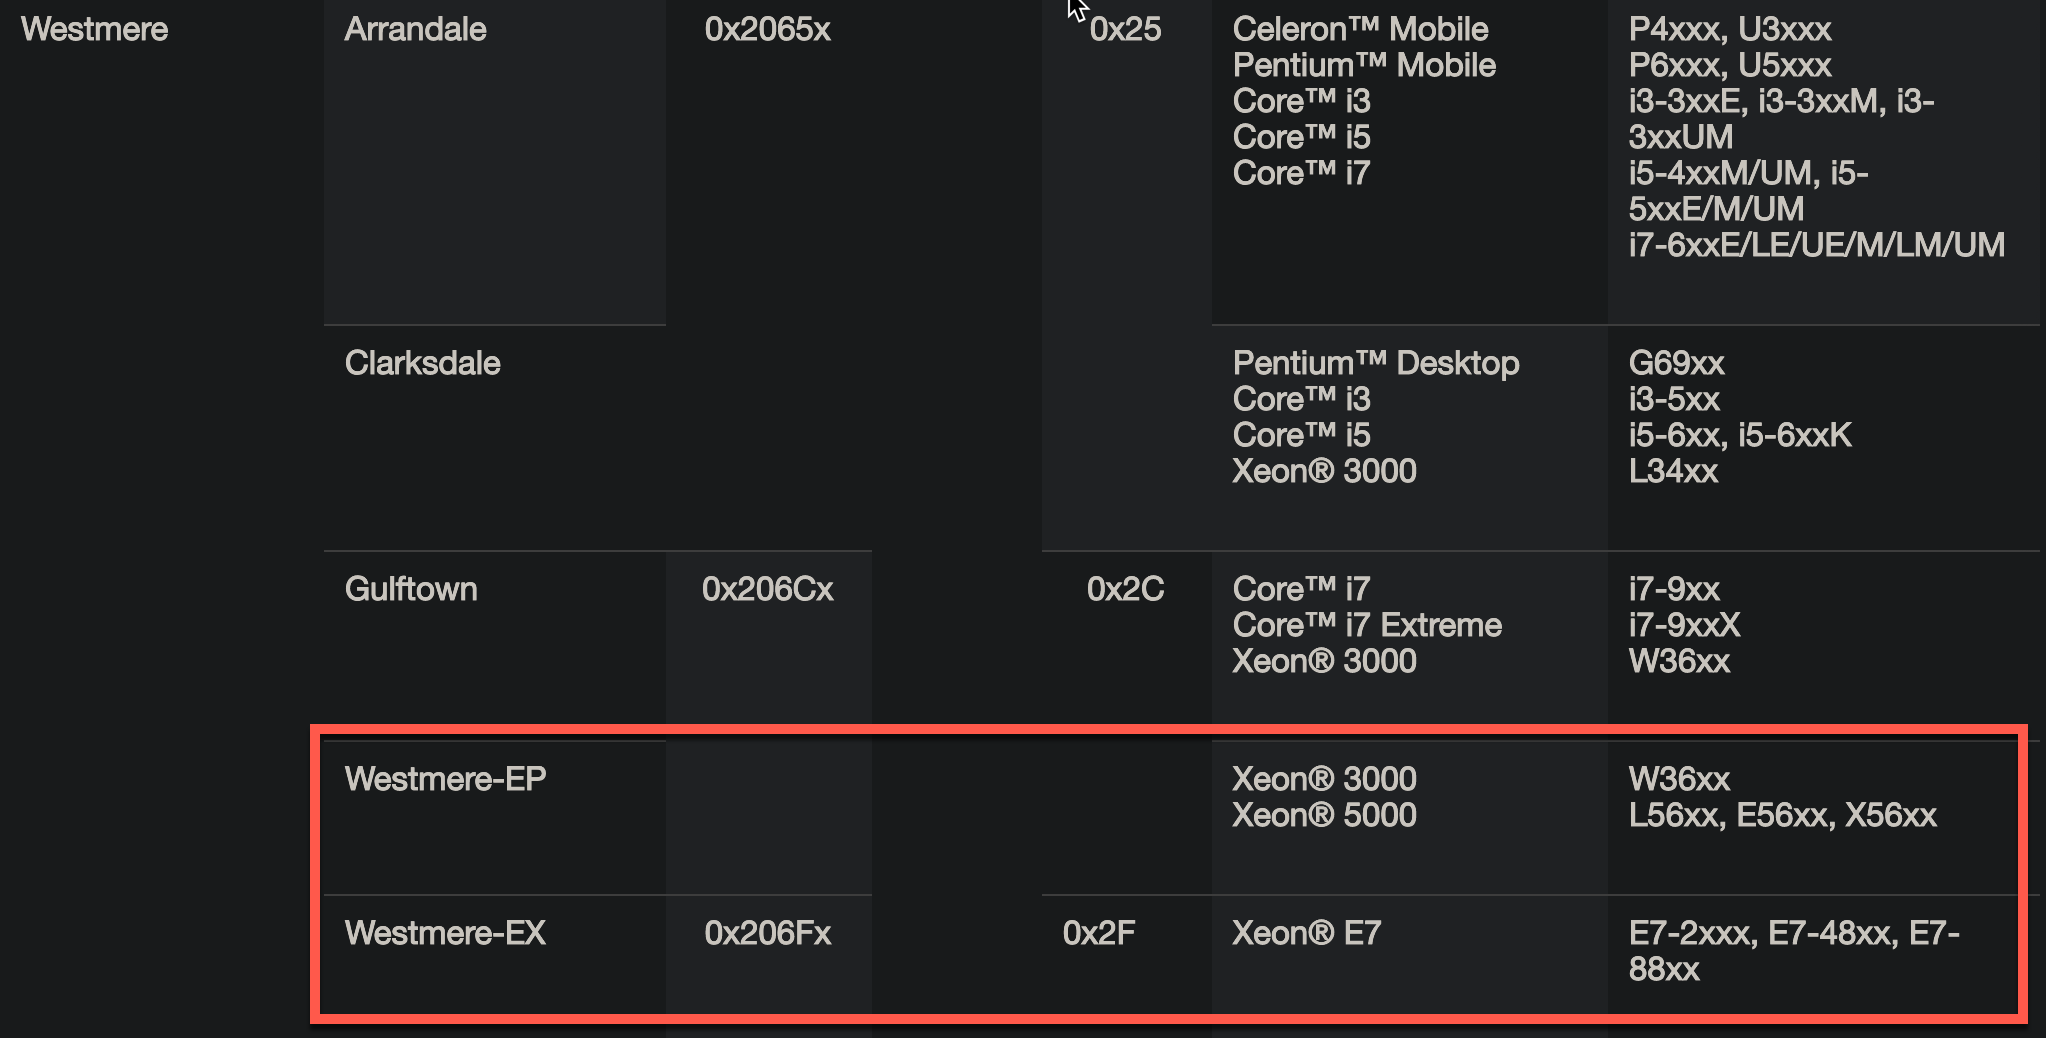 Westmere
Arrandale
0x2065x
0x25
Celeron™ Mobile
Pentium™ Mobile
Core™ i3
Core™ i5
Core™ i7
P4xxx, U3xxx
P6xxx, U5xxx
i3-3xxE, i3-3xxM, i3-
3xxUM
i5-4xxM/UM, i5-
5xxE/M/UM
i7-6xxE/LE/UE/M/LM/UM
Clarksdale
Pentium™ Desktop
Core™ i3
Core™ i5
Xeon® 3000
G69xx
i3-5xx
i5-6xx, i5-6xxK
L34xx
Gulftown
0x206Cx
0x2C
Core™ i7
Core™ i7 Extreme
Xeon® 3000
i7-9xx
i7-9xxX
W36xx
Westmere-EP
Xeon® 3000
Xeon® 5000
W36xx
L56xx, E56xx, X56xx
Westmere-EX
0x206Fx
0x2F
Xeon® E7
E7-2xxx, E7-48xx, E7-
88xx